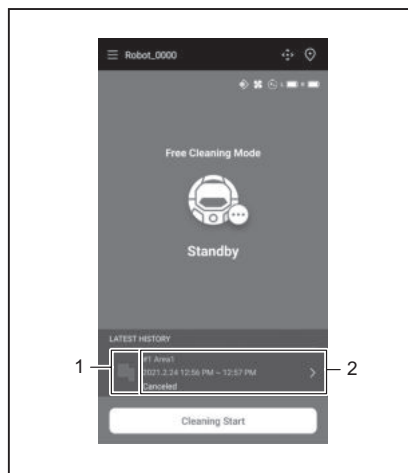 Robot_0000
Free Cleaning Mode
Standby
LATEST HISTORY
#1 Area1
2021.2.24 12:56 PM ~ 12:57 PM
Canceled
1
2
Cleaning Start